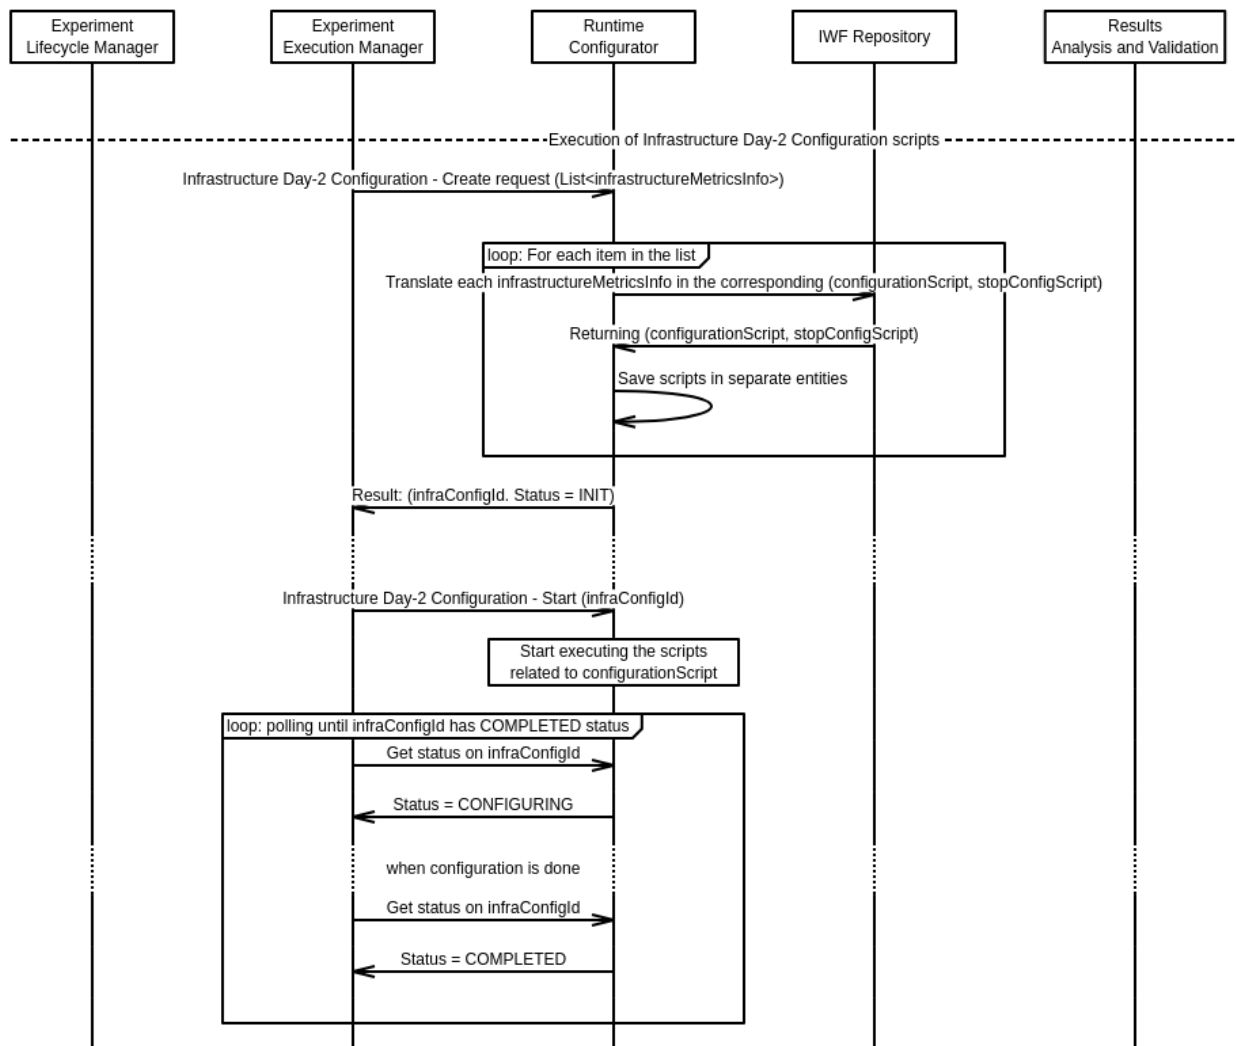 Experiment
Lifecycle Manager
Experiment
Execution Manager
Runtime
Configurator
IWF Repository
Results
Analysis and Validation
Execution of Infrastructure Day-2 Configuration scripts
Infrastructure Day-2 Configuration - Create request (List<infrastructureMetricsInfo>)
loop: For each item in the list
Translate each infrastructureMetricsInfo in the corresponding (configurationScript, stopConfigScript)
Returning (configurationScript, stopConfigScript)
Save scripts in separate entities
Result: (infraConfigId. Status = INIT)
Infrastructure Day-2 Configuration - Start (infraConfigId)
Start executing the scripts
related to configurationScript
loop: polling until infraConfigId has COMPLETED status
Get status on infraConfigId
Status = CONFIGURING
when configuration is done
Get status on infraConfigId
Status = COMPLETED